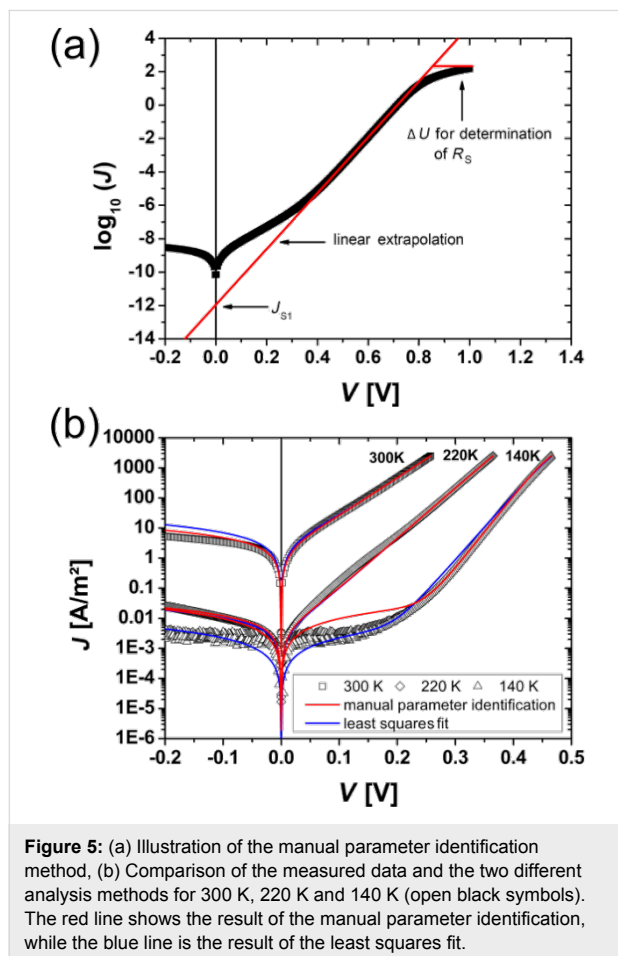 (a)
log₁₀ (J)
4
2
0
-2
-4
-6
-8
-10
-12
-14
ΔU for determination
of R_S
linear extrapolation
J_S1
-0.2 0.0 0.2 0.4 0.6 0.8 1.0 1.2 1.4
V [V]
(b)
J [A/m²]
10000
1000
100
10
1
0.1
0.01
1E-3
1E-4
1E-5
1E-6
300K 220K 140K
300 K 220 K 140 K
manual parameter identification
least squares fit
-0.2 -0.1 0.0 0.1 0.2 0.3 0.4 0.5
V [V]
Figure 5: (a) Illustration of the manual parameter identification
method, (b) Comparison of the measured data and the two different
analysis methods for 300 K, 220 K and 140 K (open black symbols).
The red line shows the result of the manual parameter identification,
while the blue line is the result of the least squares fit.